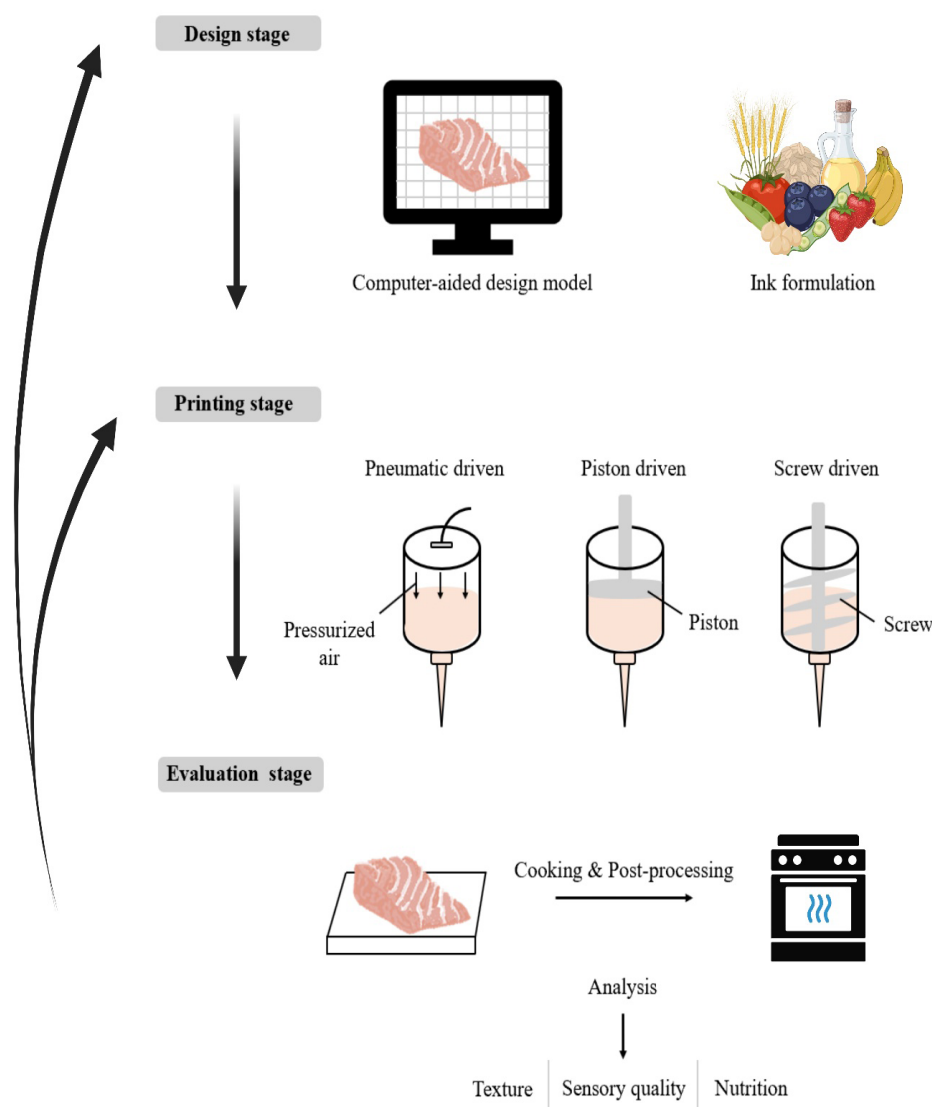 Design stage
Computer-aided design model
Ink formulation
Printing stage
Pneumatic driven
Piston driven
Screw driven
Pressurized
air
Piston
Screw
Evaluation stage
Cooking & Post-processing
Analysis
Texture
Sensory quality
Nutrition